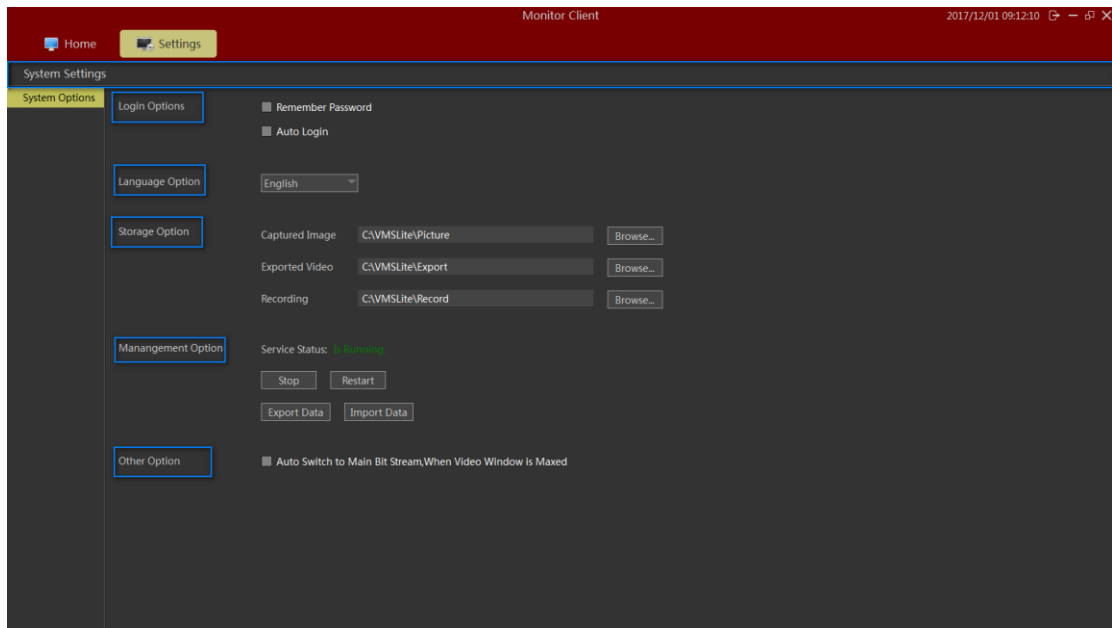 Monitor Client
2017/12/01 09:12:10
Home
Settings
System Settings
System Options
Login Options
Remember Password
Auto Login
Language Option
English
Storage Option
Captured Image C:\VMSLite\Picture Browse...
Exported Video C:\VMSLite\Export Browse...
Recording C:\VMSLite\Record Browse...
Manangement Option
Service Status: Is Running.
Stop Restart
Export Data Import Data
Other Option
Auto Switch to Main Bit Stream,When Video Window is Maxed